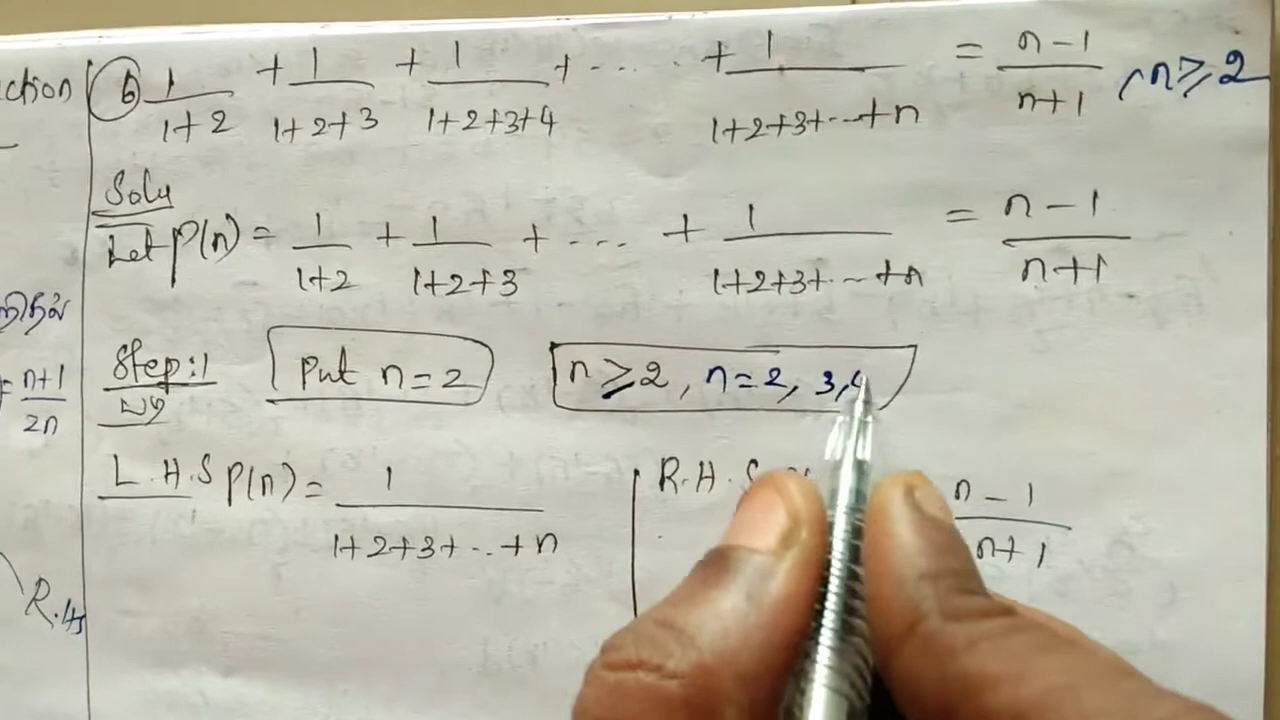 ction
6) 1/(1+2) + 1/(1+2+3) + 1/(1+2+3+4) + .... + 1/(1+2+3+...+n) = (n-1)/(n+1), n≥2
Solu
Let P(n) = 1/(1+2) + 1/(1+2+3) + ... + 1/(1+2+3+...+n) = (n-1)/(n+1)
= (n+1)/2n
Step:1 Put n=2 n≥2, n=2, 3,
படி
L.H.S P(n) = 1/(1+2+3+...+n) R.H.S (n-1)/(n+1)
R.H